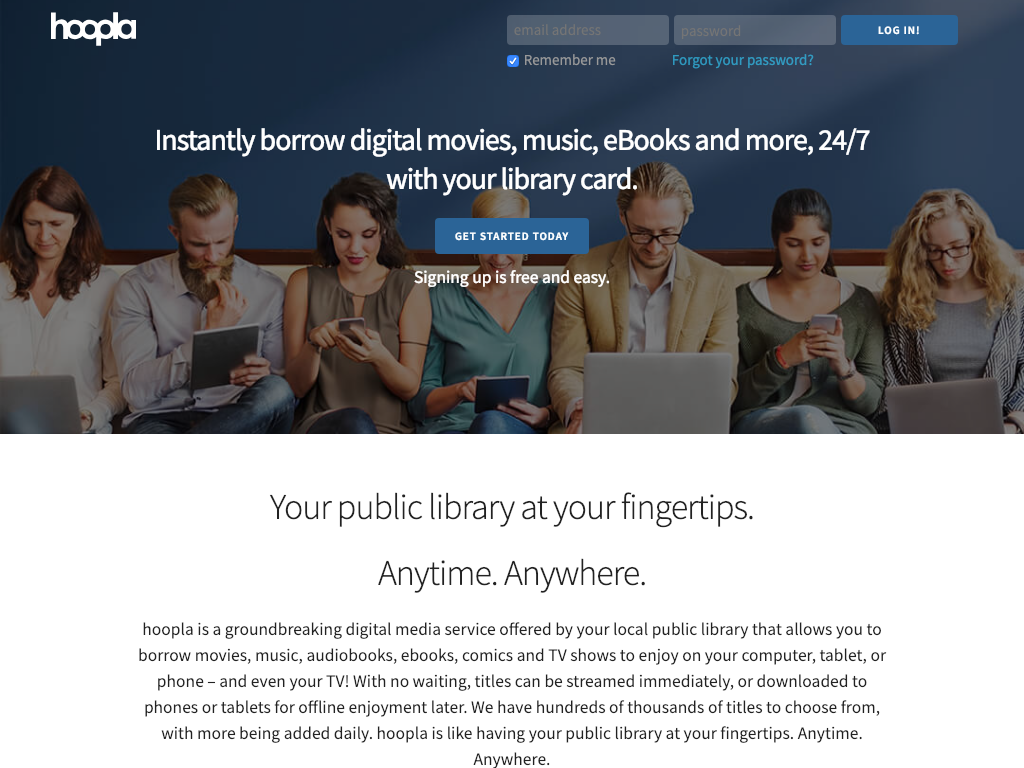 hoopla
email address
password
LOG IN!
Remember me
Forgot your password?
Instantly borrow digital movies, music, eBooks and more, 24/7
with your library card.
GET STARTED TODAY
Signing up is free and easy.
Your public library at your fingertips.
Anytime. Anywhere.
hoopla is a groundbreaking digital media service offered by your local public library that allows you to
borrow movies, music, audiobooks, ebooks, comics and TV shows to enjoy on your computer, tablet, or
phone – and even your TV! With no waiting, titles can be streamed immediately, or downloaded to
phones or tablets for offline enjoyment later. We have hundreds of thousands of titles to choose from,
with more being added daily. hoopla is like having your public library at your fingertips. Anytime.
Anywhere.